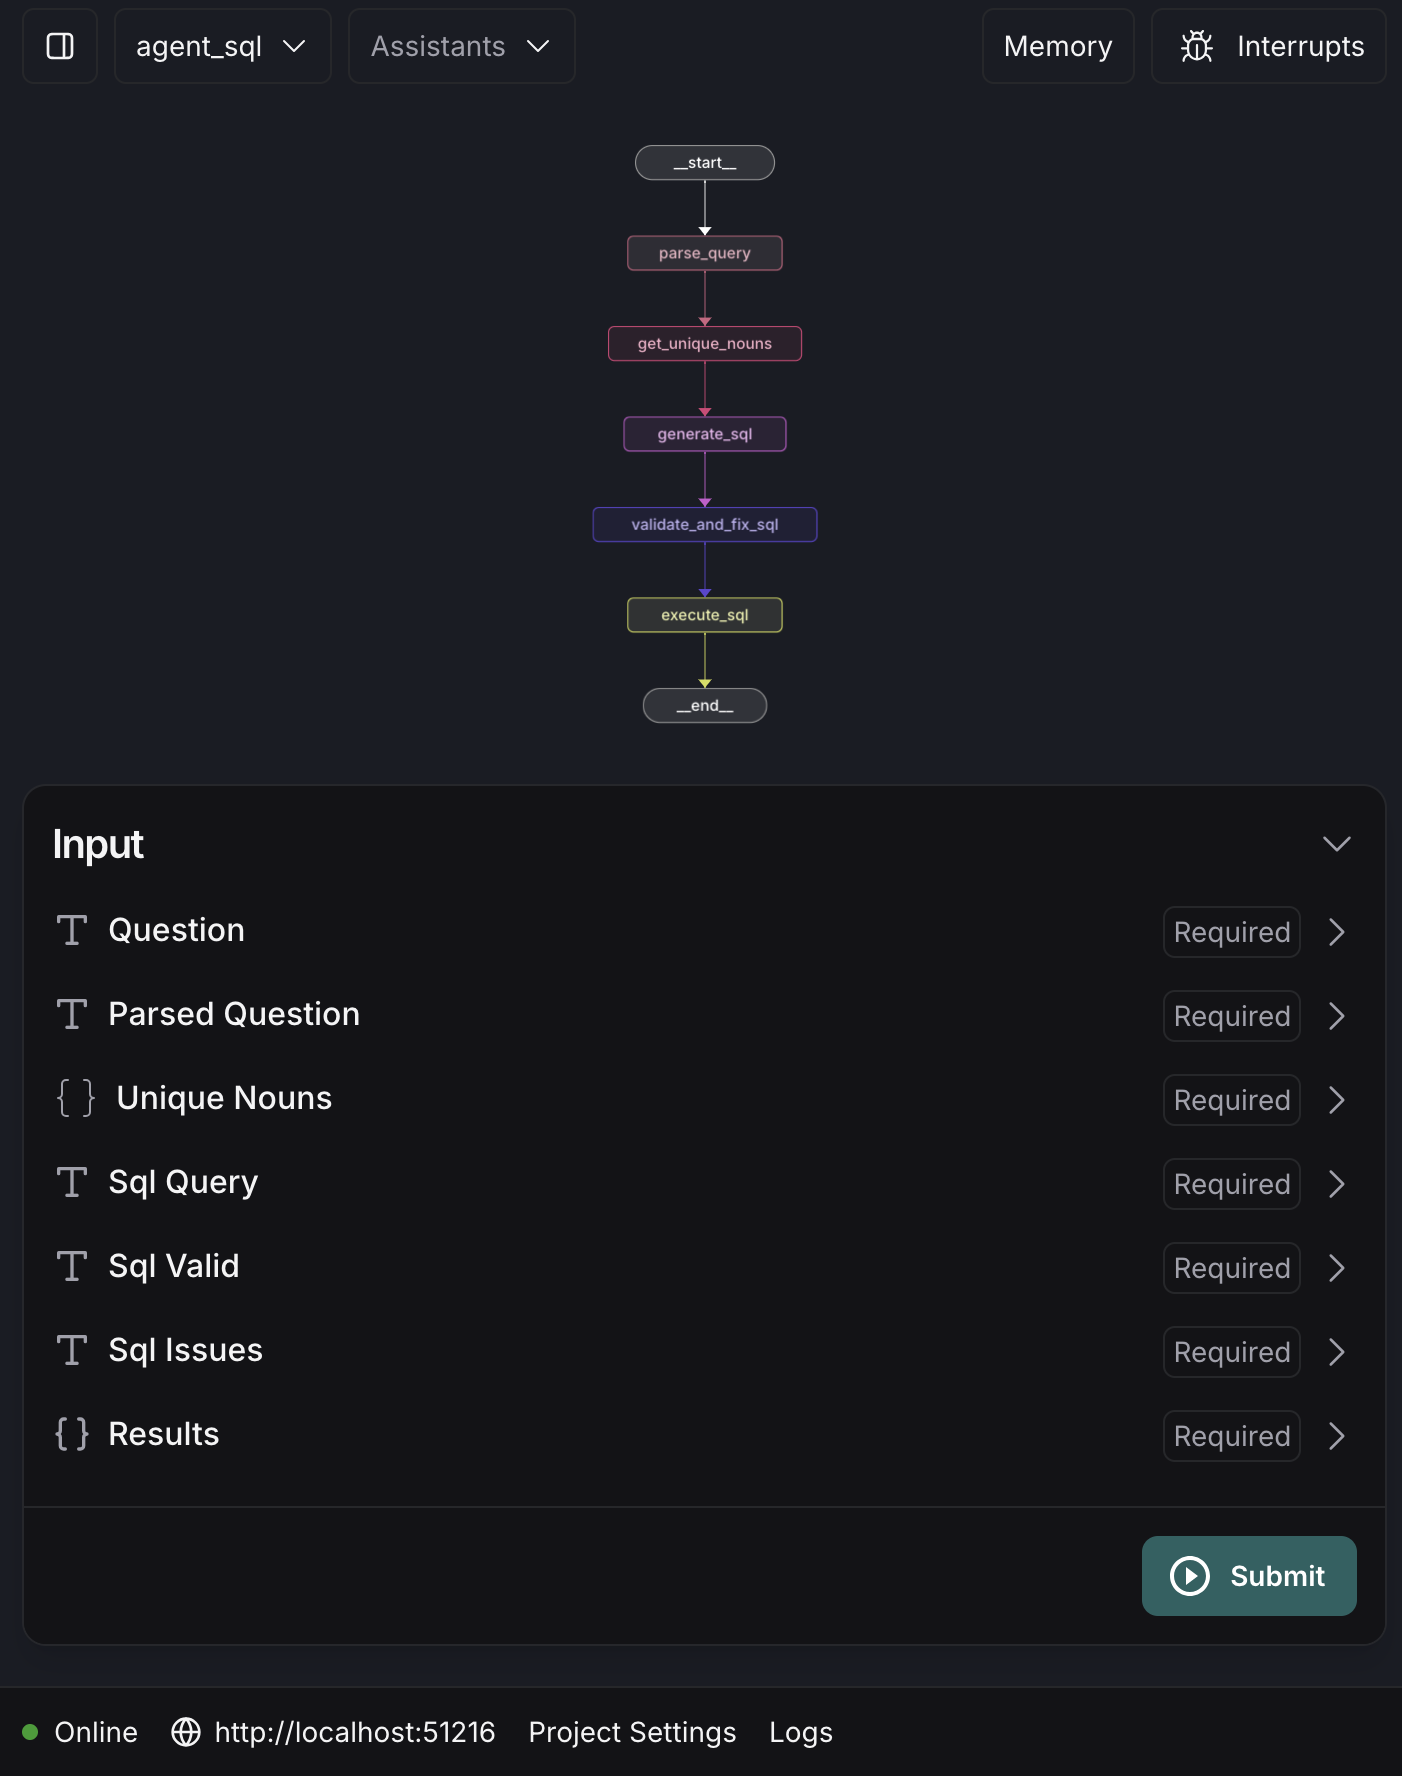 agent_sql
Assistants
Memory
Interrupts
__start__
parse_query
get_unique_nouns
generate_sql
validate_and_fix_sql
execute_sql
__end__
Input
Question Required
Parsed Question Required
Unique Nouns Required
Sql Query Required
Sql Valid Required
Sql Issues Required
Results Required
Submit
Online http://localhost:51216 Project Settings Logs